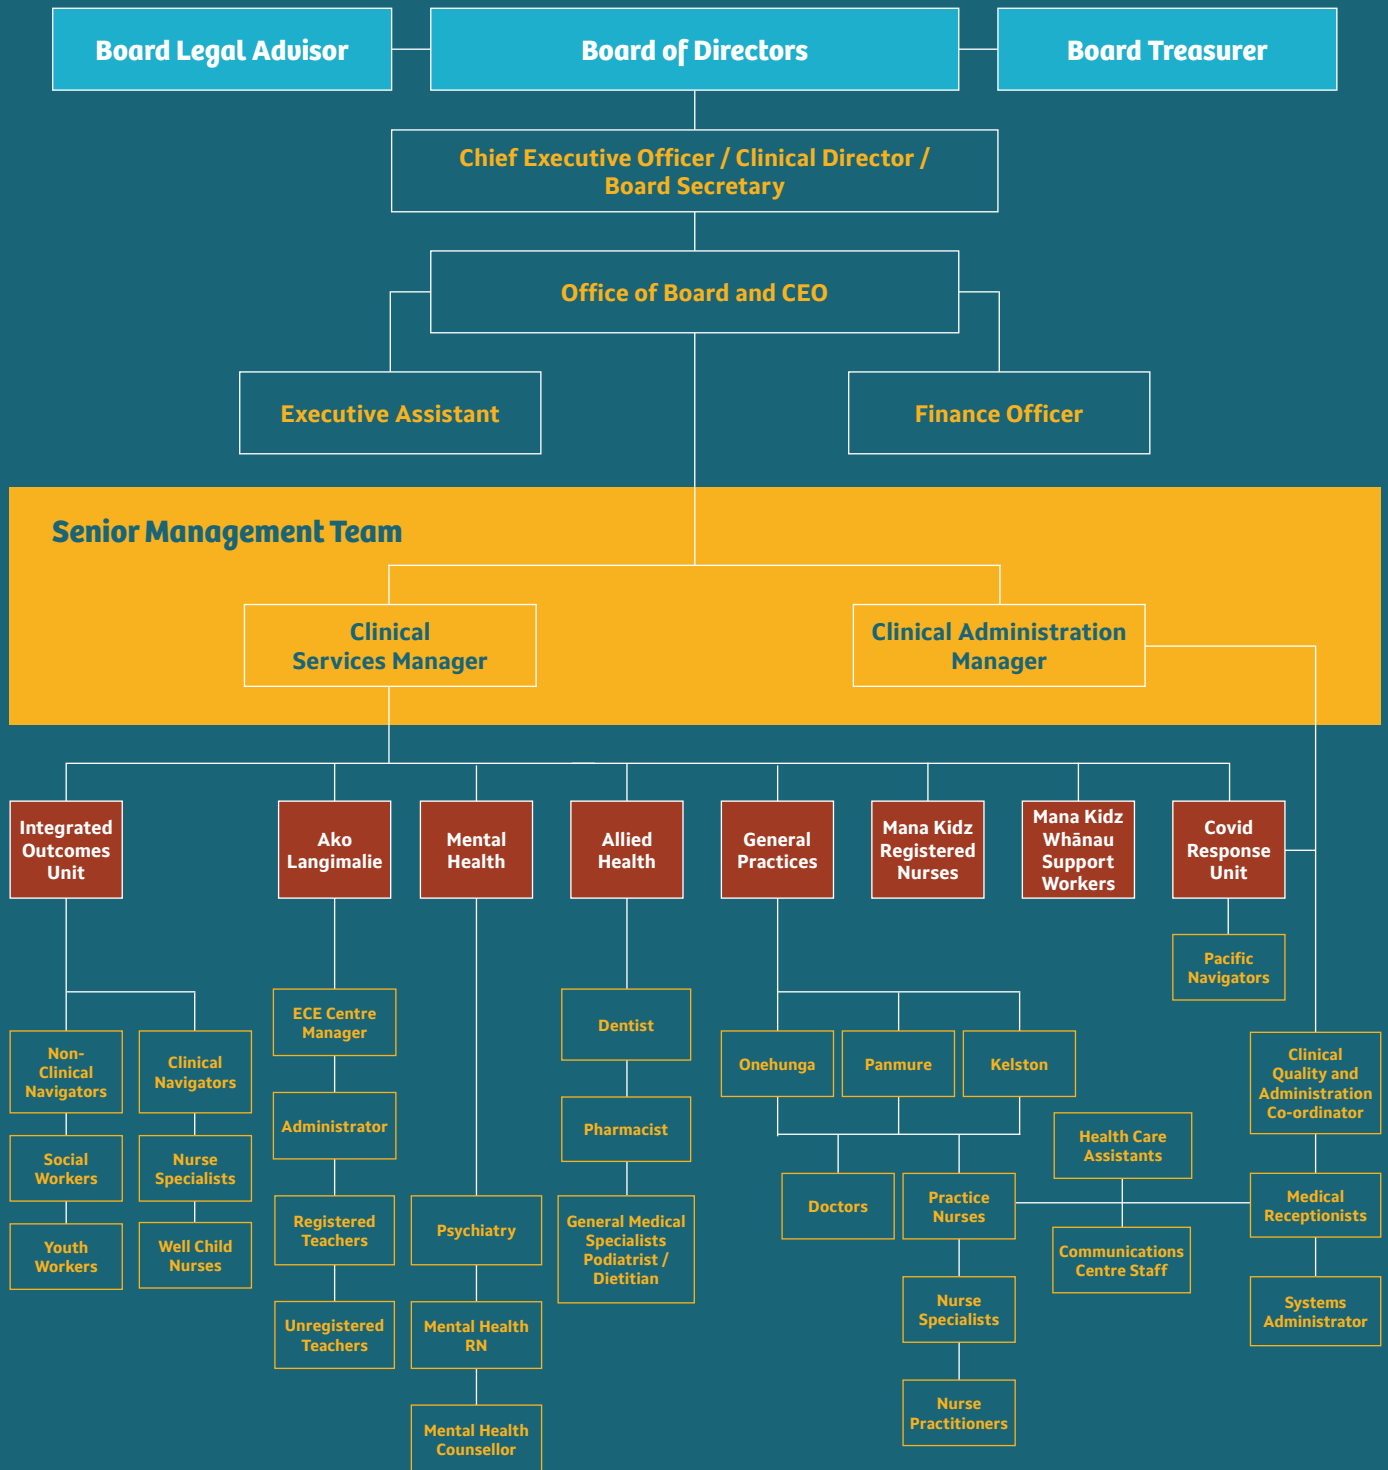 Board Legal Advisor
Board of Directors
Board Treasurer
Chief Executive Officer / Clinical Director /
Board Secretary
Office of Board and CEO
Executive Assistant
Finance Officer
Senior Management Team
Clinical
Services Manager
Clinical Administration
Manager
Integrated
Outcomes
Unit
Ako
Langimalie
Mental
Health
Allied
Health
General
Practices
Mana Kidz
Registered
Nurses
Mana Kidz
Whānau
Support
Workers
Covid
Response
Unit
Pacific
Navigators
Non-
Clinical
Navigators
Social
Workers
Youth
Workers
Clinical
Navigators
Nurse
Specialists
Well Child
Nurses
ECE Centre
Manager
Administrator
Registered
Teachers
Unregistered
Teachers
Psychiatry
Mental Health
RN
Mental Health
Counsellor
Dentist
Pharmacist
General Medical
Specialists
Podiatrist /
Dietitian
Onehunga
Panmure
Kelston
Doctors
Practice
Nurses
Nurse
Specialists
Nurse
Practitioners
Health Care
Assistants
Communications
Centre Staff
Clinical
Quality and
Administration
Co-ordinator
Medical
Receptionists
Systems
Administrator